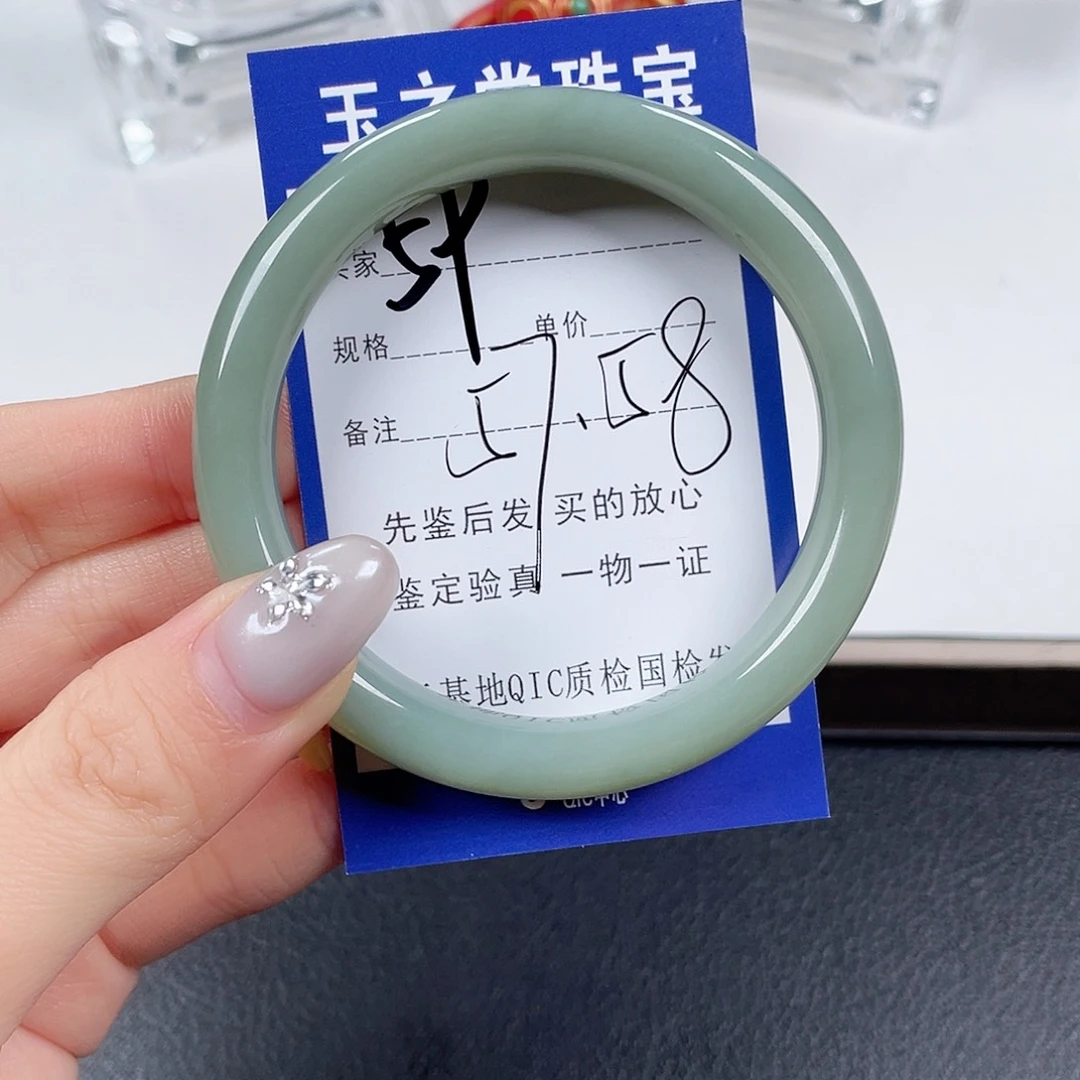 玉之堂珠宝
家 54
规格 单价
备注 57.58
先鉴后发 买的放心
鉴定验真 一物一证
基地QIC质检国检